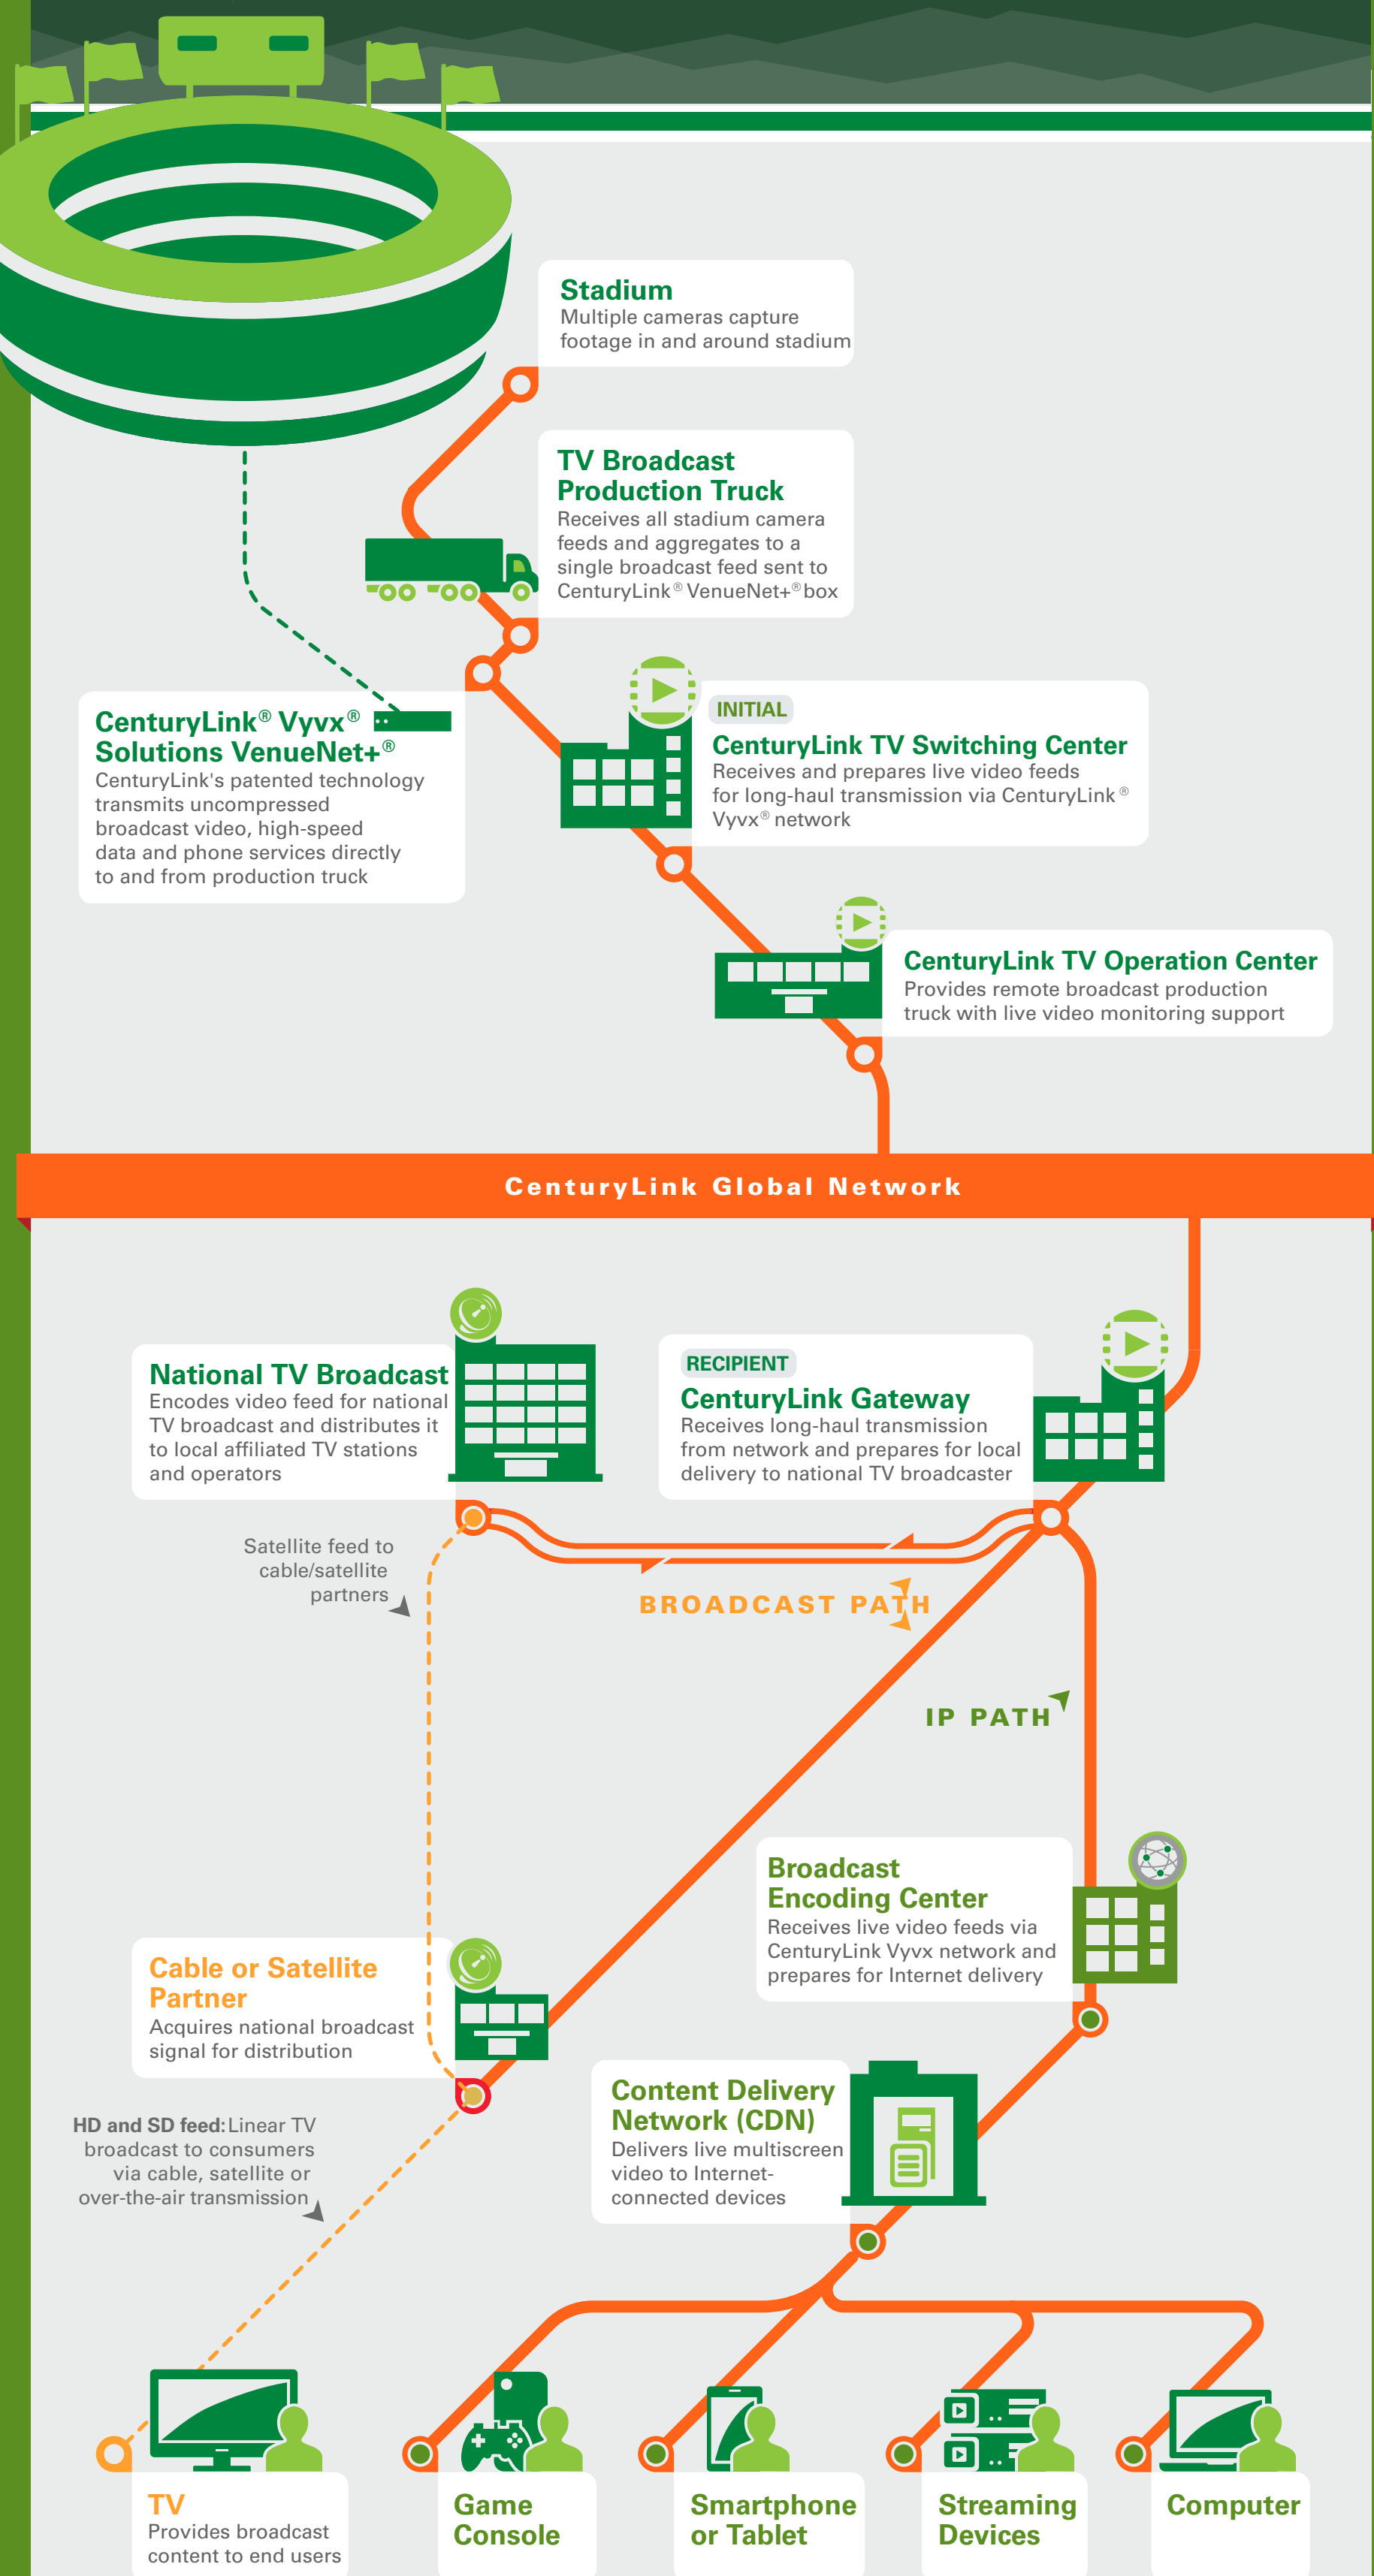 Stadium
Multiple cameras capture
footage in and around stadium
TV Broadcast
Production Truck
Receives all stadium camera
feeds and aggregates to a
single broadcast feed sent to
CenturyLink® VenueNet+® box
CenturyLink® Vyvx®
Solutions VenueNet+®
CenturyLink's patented technology
transmits uncompressed
broadcast video, high-speed
data and phone services directly
to and from production truck
INITIAL
CenturyLink TV Switching Center
Receives and prepares live video feeds
for long-haul transmission via CenturyLink®
Vyvx® network
CenturyLink TV Operation Center
Provides remote broadcast production
truck with live video monitoring support
CenturyLink Global Network
National TV Broadcast
Encodes video feed for national
TV broadcast and distributes it
to local affiliated TV stations
and operators
RECIPIENT
CenturyLink Gateway
Receives long-haul transmission
from network and prepares for local
delivery to national TV broadcaster
Satellite feed to
cable/satellite
partners
BROADCAST PATH
IP PATH
Broadcast
Encoding Center
Receives live video feeds via
CenturyLink Vyvx network and
prepares for Internet delivery
Cable or Satellite
Partner
Acquires national broadcast
signal for distribution
Content Delivery
Network (CDN)
Delivers live multiscreen
video to Internet-
connected devices
HD and SD feed: Linear TV
broadcast to consumers
via cable, satellite or
over-the-air transmission
TV
Provides broadcast
content to end users
Game
Console
Smartphone
or Tablet
Streaming
Devices
Computer